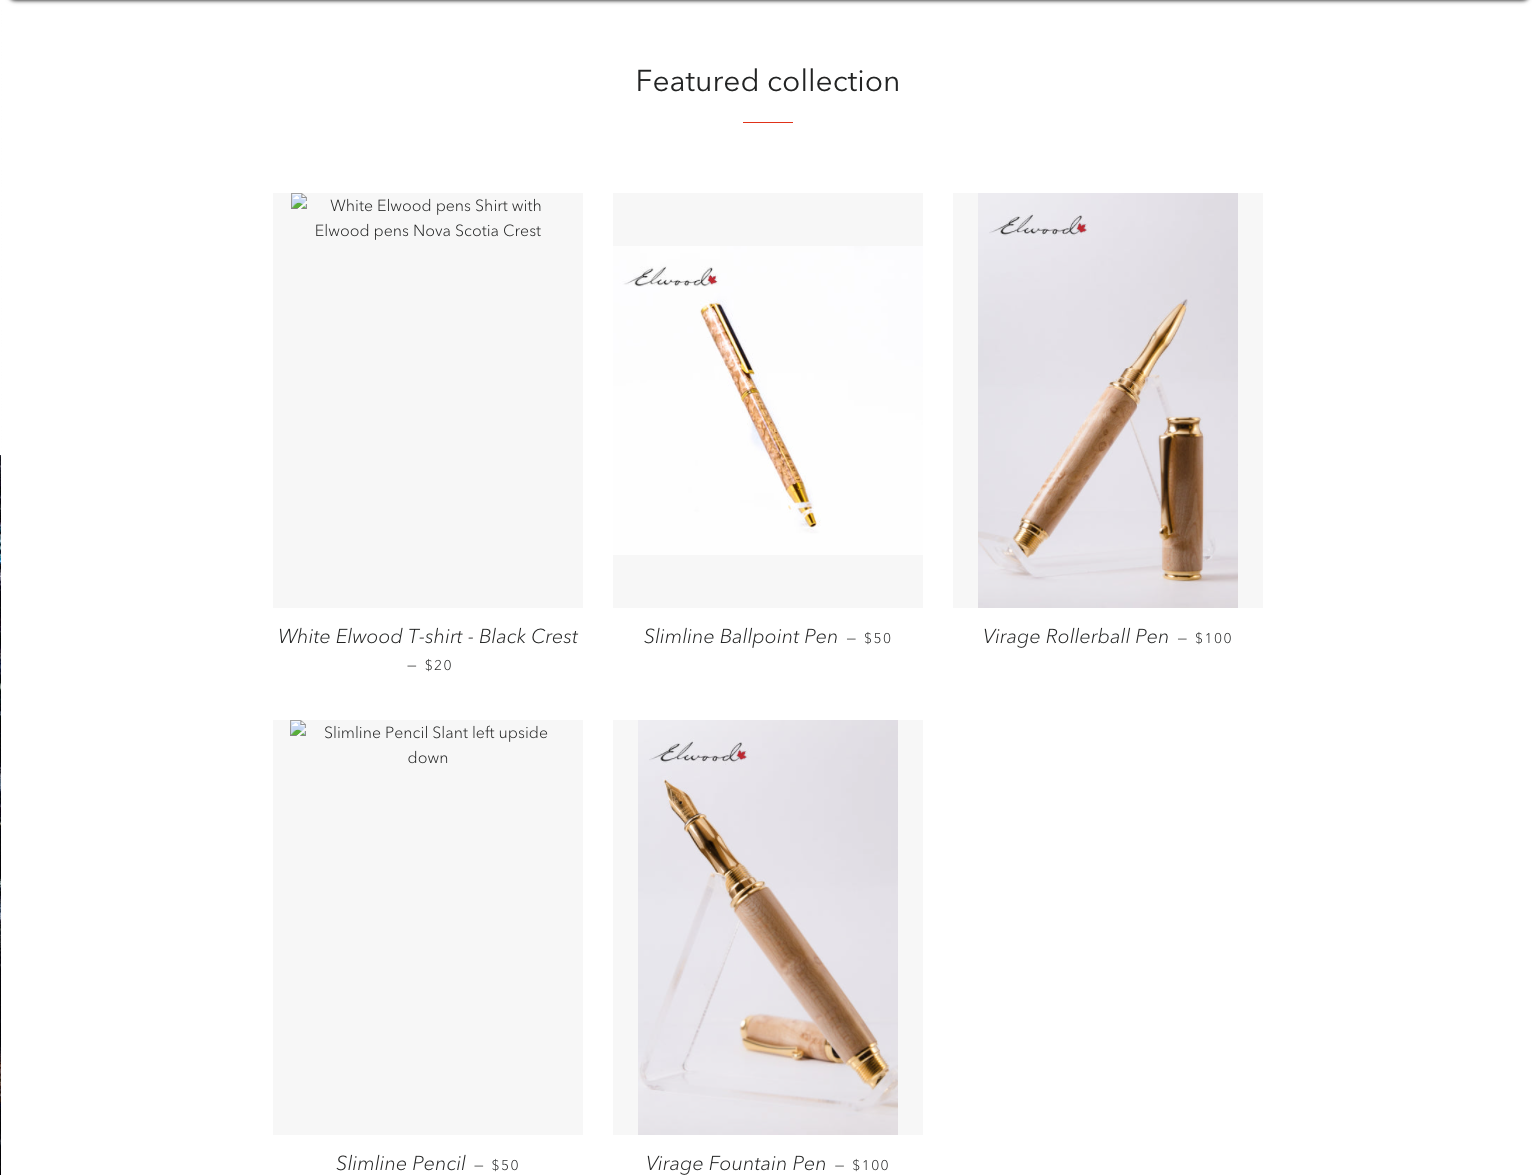 Featured collection
White Elwood pens Shirt with
Elwood pens Nova Scotia Crest
Elwood
Elwood
White Elwood T-shirt - Black Crest
– $20
Slimline Ballpoint Pen – $50
Virage Rollerball Pen – $100
Slimline Pencil Slant left upside
down
Elwood
Slimline Pencil – $50
Virage Fountain Pen – $100